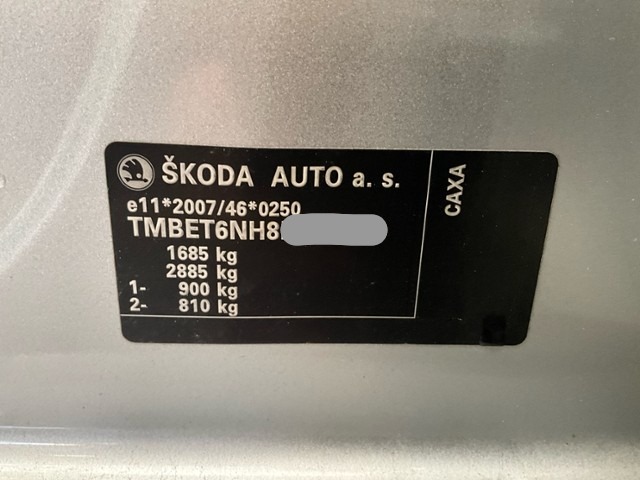 ŠKODA AUTO a. s.
e11*2007/46*0250
TMBET6NH8
1685 kg
2885 kg
1- 900 kg
2- 810 kg
CAXA